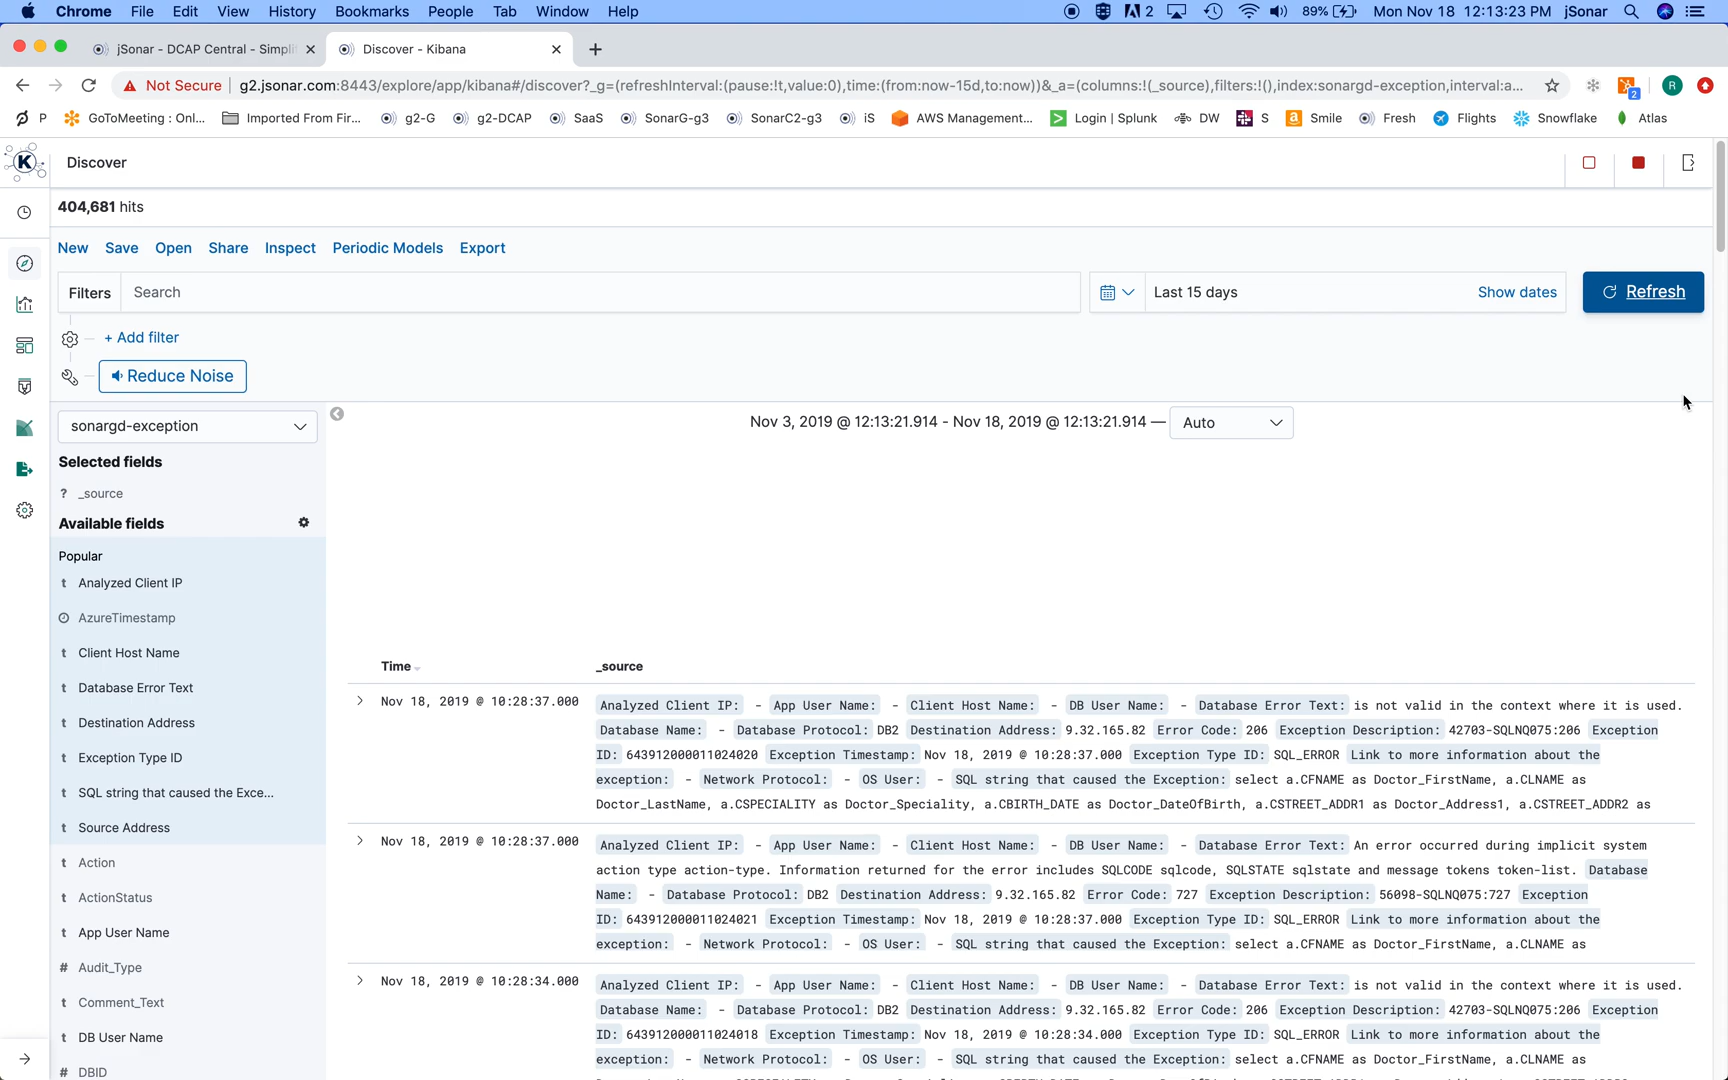 Chrome File Edit View History Bookmarks People Tab Window Help 2 89% Mon Nov 18 12:13:23 PM jSonar
jSonar - DCAP Central - Simpli Discover - Kibana
Not Secure g2.jsonar.com:8443/explore/app/kibana#/discover?_g=(refreshInterval:(pause:!t,value:0),time:(from:now-15d,to:now))&_a=(columns:!(_source),filters:!(),index:sonargd-exception,interval:a... 2 R
P GoToMeeting : Onl... Imported From Fir... g2-G g2-DCAP SaaS SonarG-g3 SonarC2-g3 iS AWS Management... Login | Splunk DW S Smile Fresh Flights Snowflake Atlas
K Discover
404,681 hits
New Save Open Share Inspect Periodic Models Export
Filters Search Last 15 days Show dates Refresh
+ Add filter
Reduce Noise
sonargd-exception Nov 3, 2019 @ 12:13:21.914 - Nov 18, 2019 @ 12:13:21.914 — Auto
Selected fields
? _source
Available fields
Popular
t Analyzed Client IP
AzureTimestamp
t Client Host Name
t Database Error Text
t Destination Address
t Exception Type ID
t SQL string that caused the Exce...
t Source Address
t Action
t ActionStatus
t App User Name
# Audit_Type
t Comment_Text
t DB User Name
# DBID
Time _source
Nov 18, 2019 @ 10:28:37.000 Analyzed Client IP: - App User Name: - Client Host Name: - DB User Name: - Database Error Text: is not valid in the context where it is used.
Database Name: - Database Protocol: DB2 Destination Address: 9.32.165.82 Error Code: 206 Exception Description: 42703-SQLNQ075:206 Exception
ID: 643912000011024020 Exception Timestamp: Nov 18, 2019 @ 10:28:37.000 Exception Type ID: SQL_ERROR Link to more information about the
exception: - Network Protocol: - OS User: - SQL string that caused the Exception: select a.CFNAME as Doctor_FirstName, a.CLNAME as
Doctor_LastName, a.CSPECIALITY as Doctor_Speciality, a.CBIRTH_DATE as Doctor_DateOfBirth, a.CSTREET_ADDR1 as Doctor_Address1, a.CSTREET_ADDR2 as
Nov 18, 2019 @ 10:28:37.000 Analyzed Client IP: - App User Name: - Client Host Name: - DB User Name: - Database Error Text: An error occurred during implicit system
action type action-type. Information returned for the error includes SQLCODE sqlcode, SQLSTATE sqlstate and message tokens token-list. Database
Name: - Database Protocol: DB2 Destination Address: 9.32.165.82 Error Code: 727 Exception Description: 56098-SQLNQ075:727 Exception
ID: 643912000011024021 Exception Timestamp: Nov 18, 2019 @ 10:28:37.000 Exception Type ID: SQL_ERROR Link to more information about the
exception: - Network Protocol: - OS User: - SQL string that caused the Exception: select a.CFNAME as Doctor_FirstName, a.CLNAME as
Nov 18, 2019 @ 10:28:34.000 Analyzed Client IP: - App User Name: - Client Host Name: - DB User Name: - Database Error Text: is not valid in the context where it is used.
Database Name: - Database Protocol: DB2 Destination Address: 9.32.165.82 Error Code: 206 Exception Description: 42703-SQLNQ075:206 Exception
ID: 643912000011024018 Exception Timestamp: Nov 18, 2019 @ 10:28:34.000 Exception Type ID: SQL_ERROR Link to more information about the
exception: - Network Protocol: - OS User: - SQL string that caused the Exception: select a.CFNAME as Doctor_FirstName, a.CLNAME as